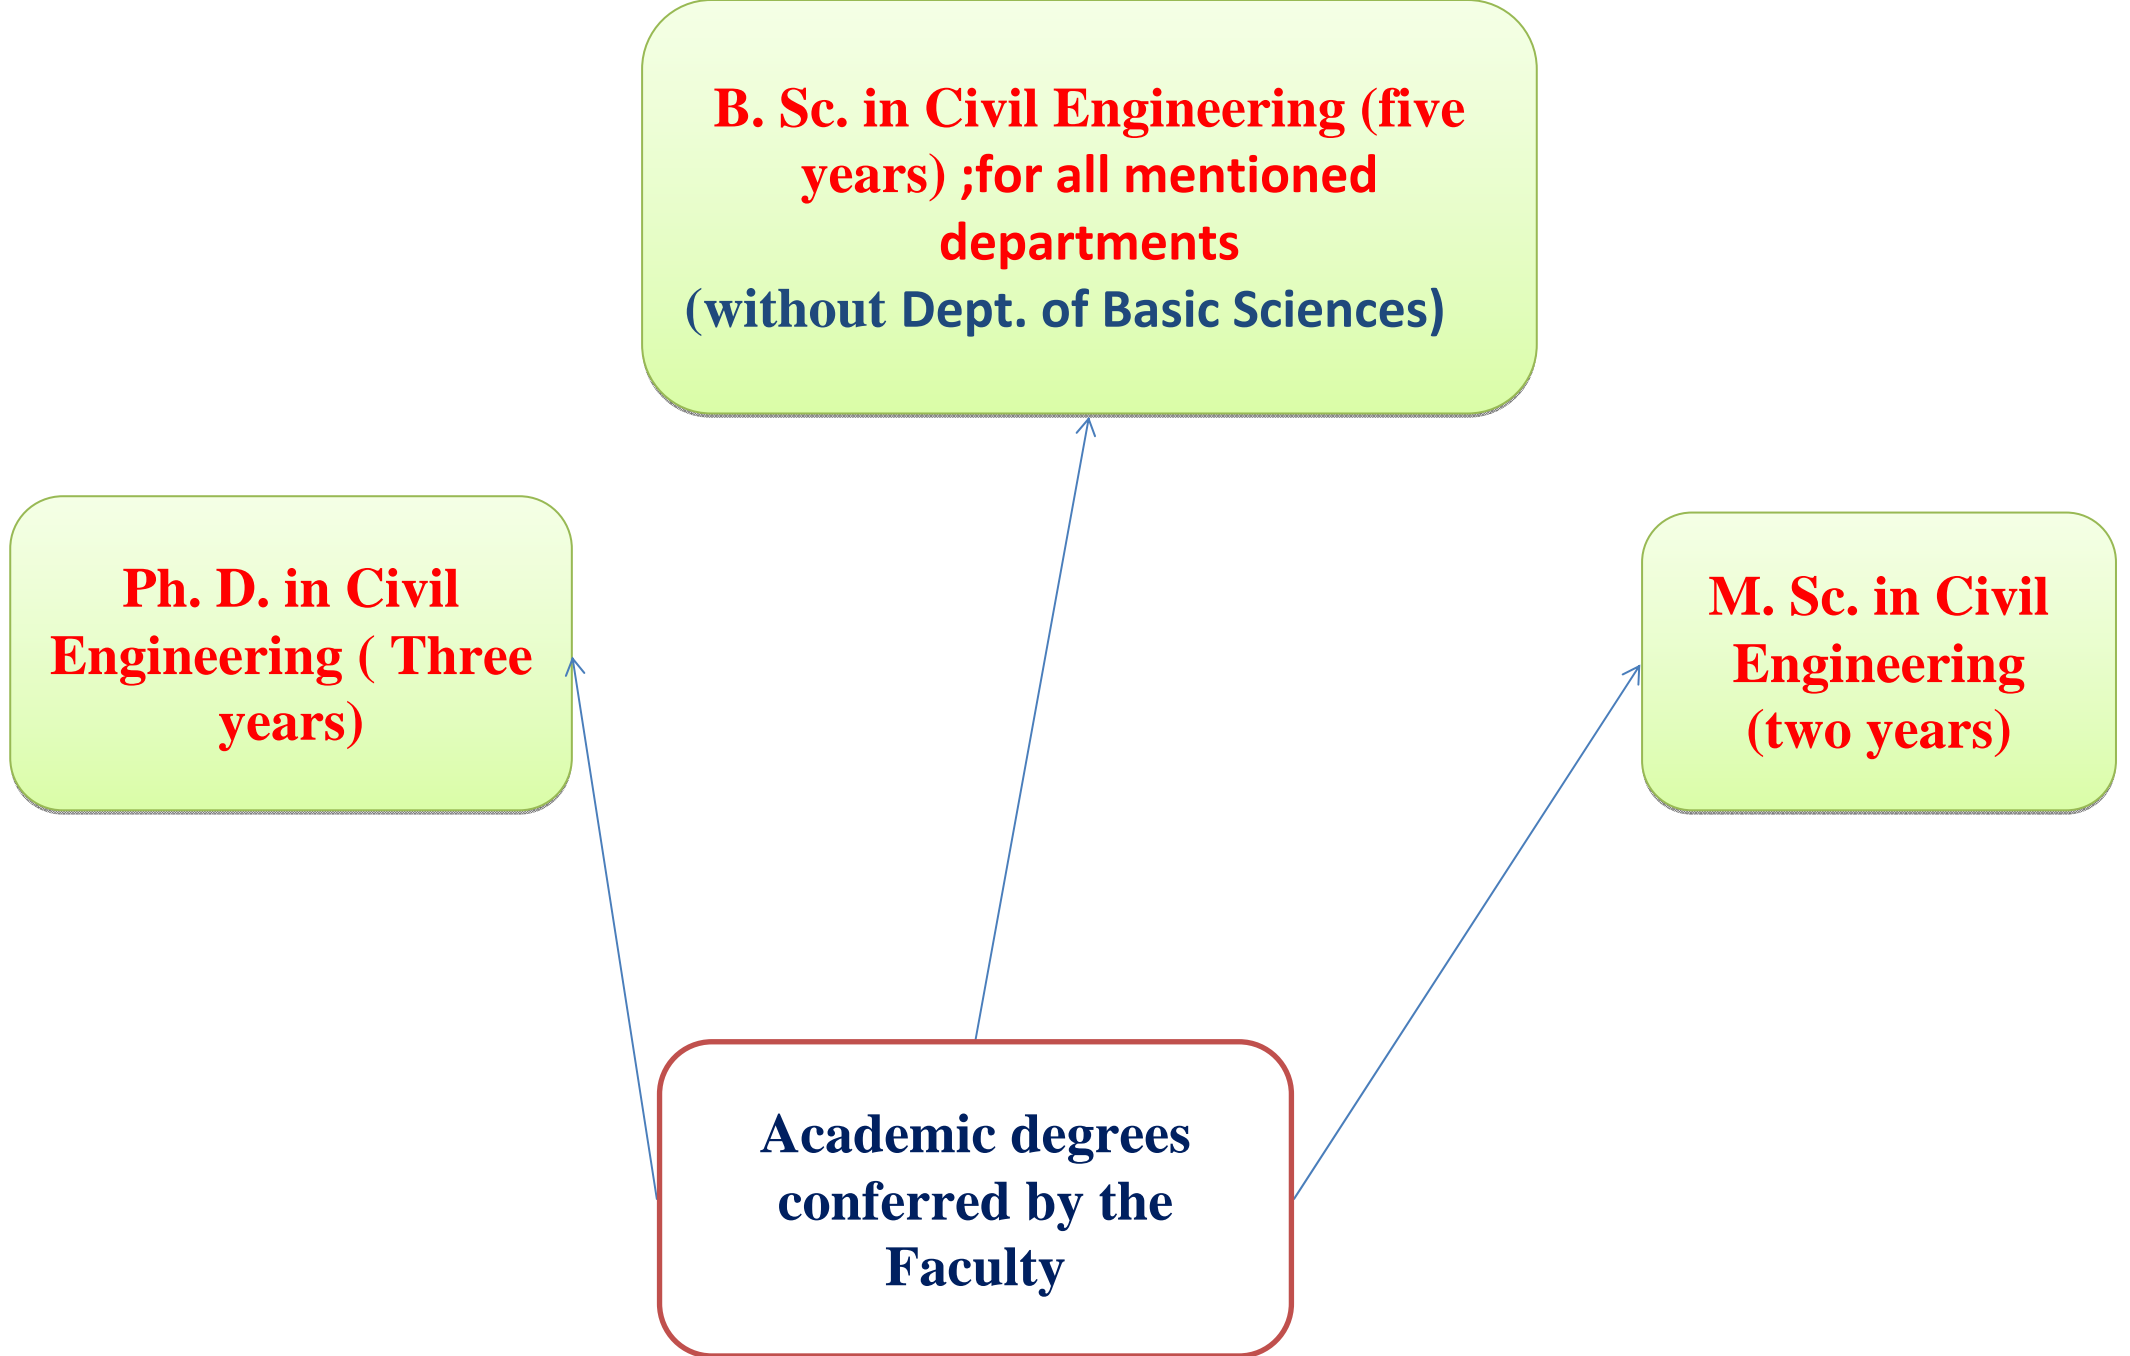 B. Sc. in Civil Engineering (five
years) ;for all mentioned
departments
(without Dept. of Basic Sciences)
Ph. D. in Civil
Engineering ( Three
years)
M. Sc. in Civil
Engineering
(two years)
Academic degrees
conferred by the
Faculty